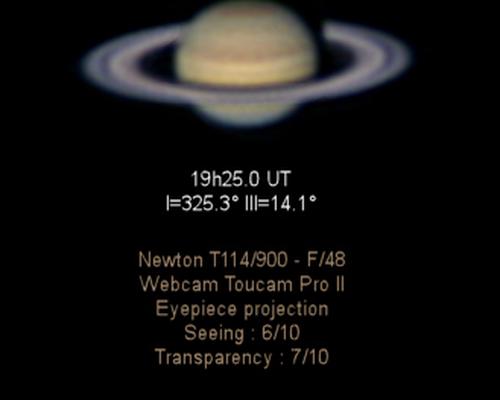 19h25.0 UT
I=325.3° III=14.1°
Newton T114/900 - F/48
Webcam Toucam Pro II
Eyepiece projection
Seeing : 6/10
Transparency : 7/10